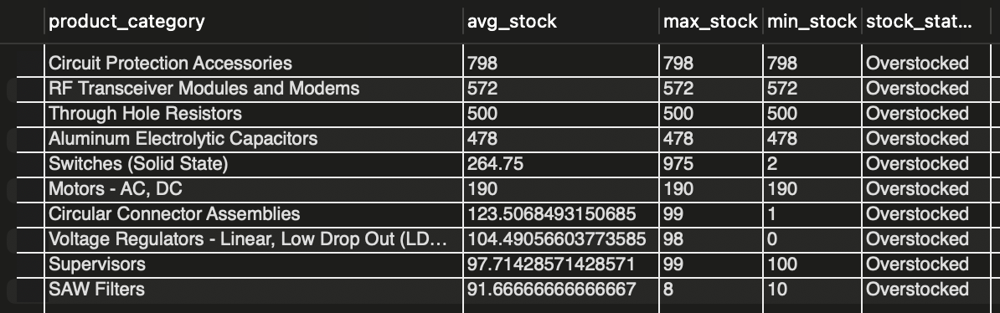 product_category avg_stock max_stock min_stock stock_stat...
Circuit Protection Accessories 798 798 798 Overstocked
RF Transceiver Modules and Modems 572 572 572 Overstocked
Through Hole Resistors 500 500 500 Overstocked
Aluminum Electrolytic Capacitors 478 478 478 Overstocked
Switches (Solid State) 264.75 975 2 Overstocked
Motors - AC, DC 190 190 190 Overstocked
Circular Connector Assemblies 123.5068493150685 99 1 Overstocked
Voltage Regulators - Linear, Low Drop Out (LD... 104.49056603773585 98 0 Overstocked
Supervisors 97.71428571428571 99 100 Overstocked
SAW Filters 91.66666666666667 8 10 Overstocked